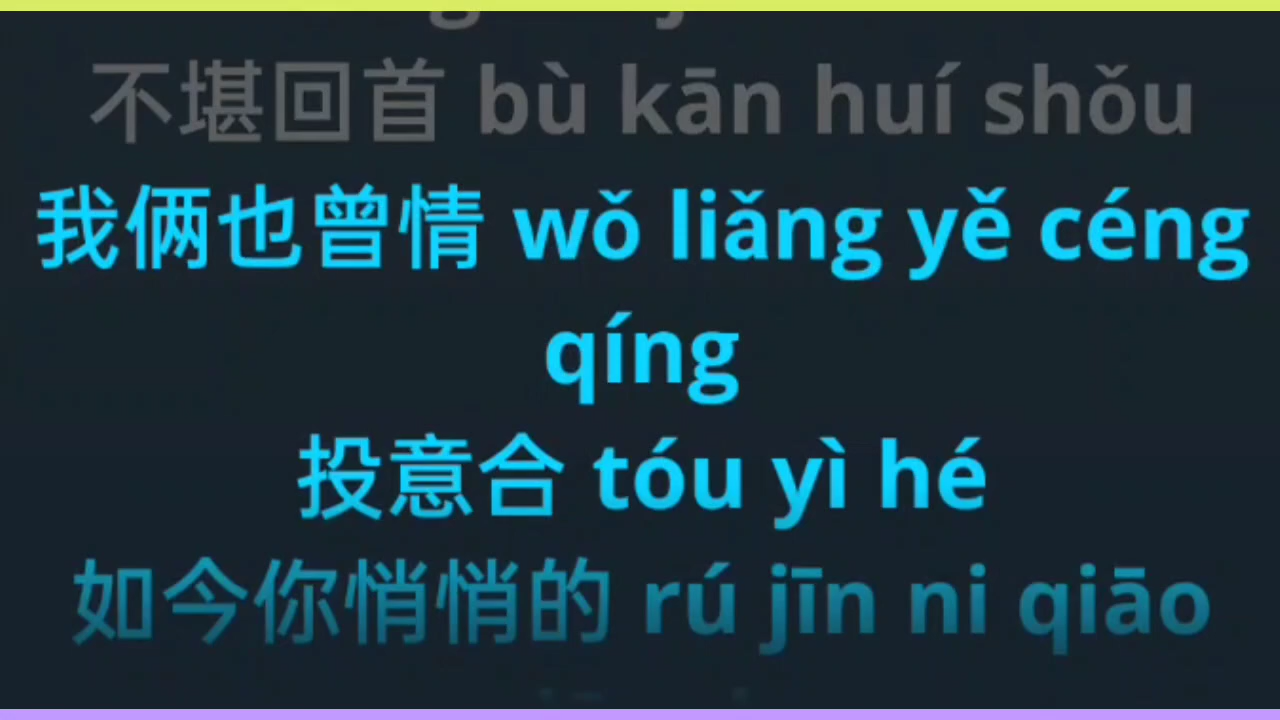 不堪回首 bù kān huí shǒu
我俩也曾情 wǒ liǎng yě céng
qíng
投意合 tóu yì hé
如今你悄悄的 rú jīn ni qiāo